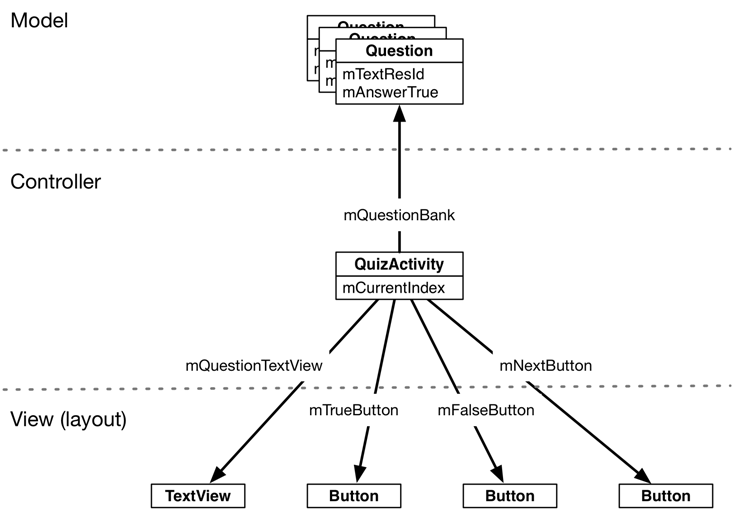 Model
Question
Question
Question
mTextResId
mAnswerTrue
Controller
mQuestionBank
QuizActivity
mCurrentIndex
mQuestionTextView
mNextButton
View (layout)
mTrueButton
mFalseButton
TextView
Button
Button
Button